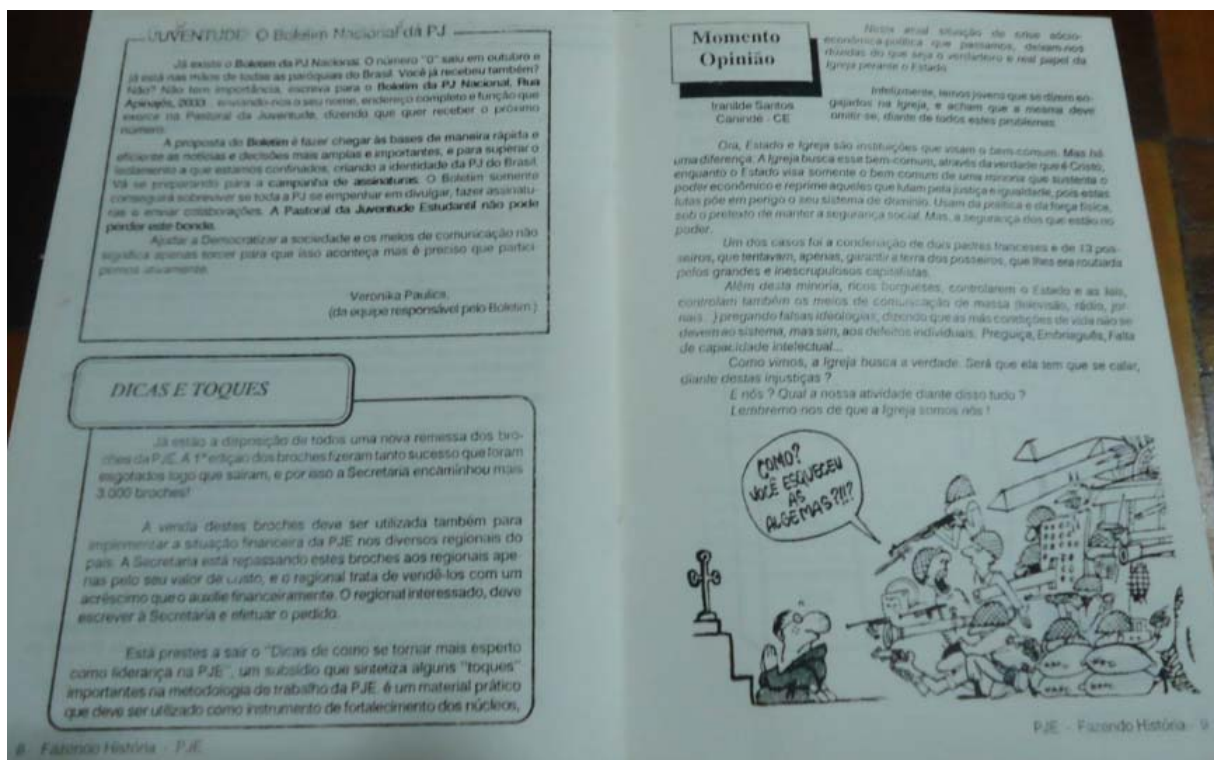 JUVENTUDE: O Boletim Nacional da PJ
Já existe o Boletim da PJ Nacional. O número "0" saiu em outubro e
já está nas mãos de todas as paróquias do Brasil. Você já recebeu também?
Não? Não tem importância, escreva para o Boletim da PJ Nacional, Rua
Apinajés, 2033 enviando-nos o seu nome, endereço completo e função que
exerce na Pastoral da Juventude, dizendo que quer receber o próximo
número.
A proposta do Boletim é fazer chegar às bases de maneira rápida e
eficiente as notícias e decisões mais amplas e importantes, e para superar o
isolamento a que estamos confinados, criando a identidade da PJ do Brasil.
Vá se preparando para a campanha de assinaturas. O Boletim somente
conseguirá sobreviver se toda a PJ se empenhar em divulgar, fazer assinatu-
ras e enviar colaborações. A Pastoral da Juventude Estudantil não pode
perder este bonde.
Ajudar a Democratizar a sociedade e os meios de comunicação não
significa apenas torcer para que isso aconteça mas é preciso que partici-
pemos ativamente.
Veronika Paulics,
(da equipe responsável pelo Boletim.)
DICAS E TOQUES
Já estão a disposição de todos uma nova remessa dos bro-
ches da PJE. A 1ª edição dos broches fizeram tanto sucesso que foram
esgotados logo que saíram, e por isso a Secretaria encaminhou mais
3.000 broches!
A venda destes broches deve ser utilizada também para
implementar a situação financeira da PJE nos diversos regionais do
país. A Secretaria está repassando estes broches aos regionais ape-
nas pelo seu valor de custo, e o regional trata de vendê-los com um
acréscimo que o auxilie financeiramente. O regional interessado, deve
escrever à Secretaria e efetuar o pedido.
Está prestes a sair o "Dicas de como se tornar mais esperto
como liderança na PJE", um subsídio que sintetiza alguns "toques"
importantes na metodologia de trabalho da PJE. é um material prático
que deve ser utilizado como instrumento de fortalecimento dos núcleos,
8 - Fazendo História - PJE
Momento
Opinião
Iranilde Santos
Canindé - CE
Nesta atual situação de crise sócio-
econômica-política que passamos, deixam-nos
dúvidas do que seja o verdadeiro e real papel da
Igreja perante o Estado.
Infelizmente, temos jovens que se dizem en-
gajados na Igreja, e acham que a mesma deve
omitir-se, diante de todos estes problemas.
Ora, Estado e Igreja são instituições que visam o bem-comum. Mas há
uma diferença. A Igreja busca esse bem-comum, através da verdade que é Cristo,
enquanto o Estado visa somente o bem comum de uma minoria que sustenta o
poder econômico e reprime aqueles que lutam pela justiça e igualdade, pois estas
lutas põe em perigo o seu sistema de domínio. Usam da política e da força física,
sob o pretexto de manter a segurança social. Mas, a segurança dos que estão no
poder.
Um dos casos foi a condenação de dois padres franceses e de 13 pos-
seiros, que tentavam, apenas, garantir a terra dos posseiros, que lhes era roubada
pelos grandes e inescrupulosos capitalistas.
Além desta minoria, ricos burgueses, controlarem o Estado e as leis,
controlam também os meios de comunicação de massa (televisão, rádio, jor-
nais...) pregando falsas ideologias, dizendo que as más condições de vida não se
devem ao sistema, mas sim, aos defeitos individuais. Preguiça, Embriaguês, Falta
de capacidade intelectual...
Como vimos, a Igreja busca a verdade. Será que ela tem que se calar,
diante destas injustiças ?
E nós ? Qual a nossa atividade diante disso tudo ?
Lembremo-nos de que a Igreja somos nós !
COMO?
VOCÊ ESQUECEU
AS
ALGEMAS?!!?
PJE - Fazendo História - 9